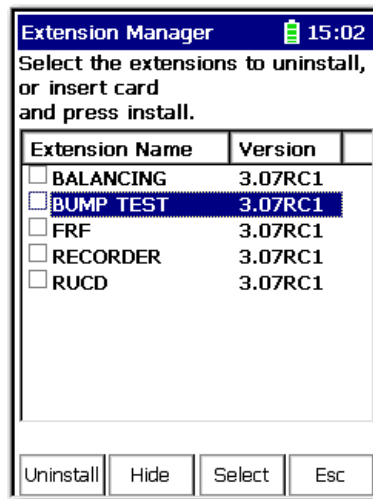 Extension Manager 15:02
Select the extensions to uninstall,
or insert card
and press install.
Extension Name Version
BALANCING 3.07RC1
BUMP TEST 3.07RC1
FRF 3.07RC1
RECORDER 3.07RC1
RUCD 3.07RC1
Uninstall Hide Select Esc